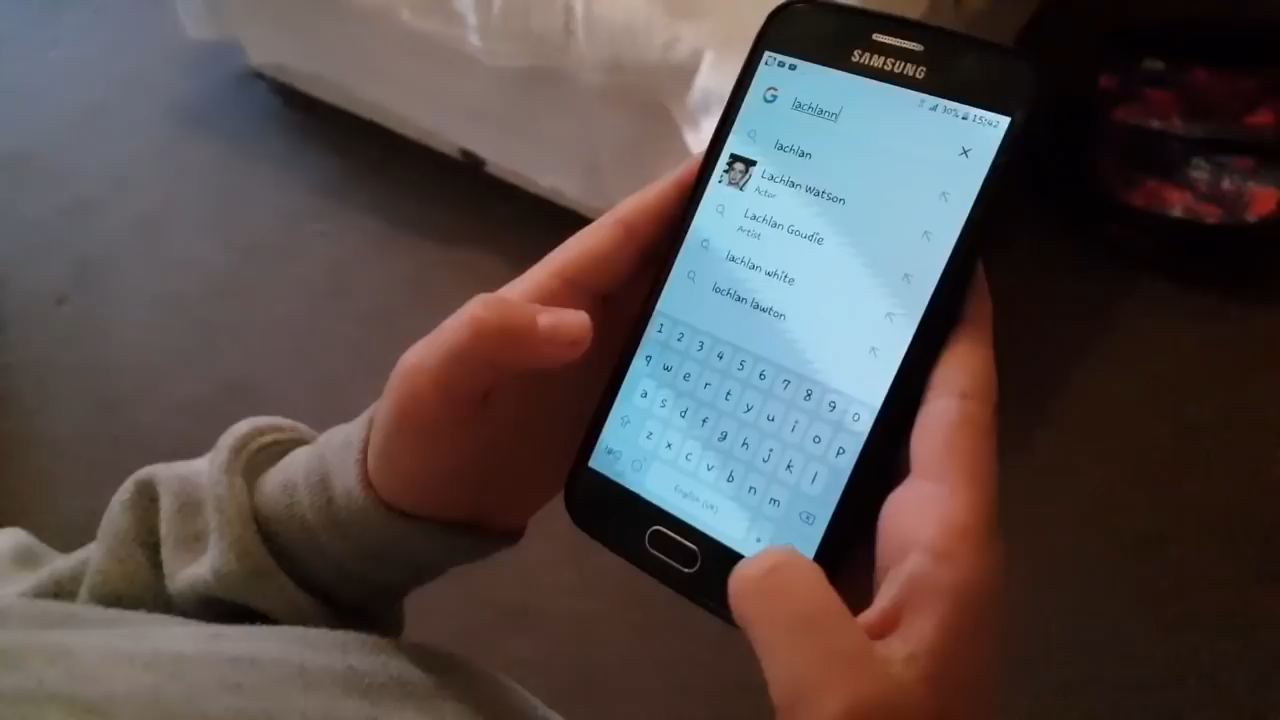 SAMSUNG
30% 15:42
lachlann
lachlan
Lachlan Watson
Actor
Lachlan Goudie
Artist
lachlan white
lochlan lawton
1 2 3 4 5 6 7 8 9 0
q w e r t y u i o p
a s d f g h j k l
z x c v b n m
English (UK)